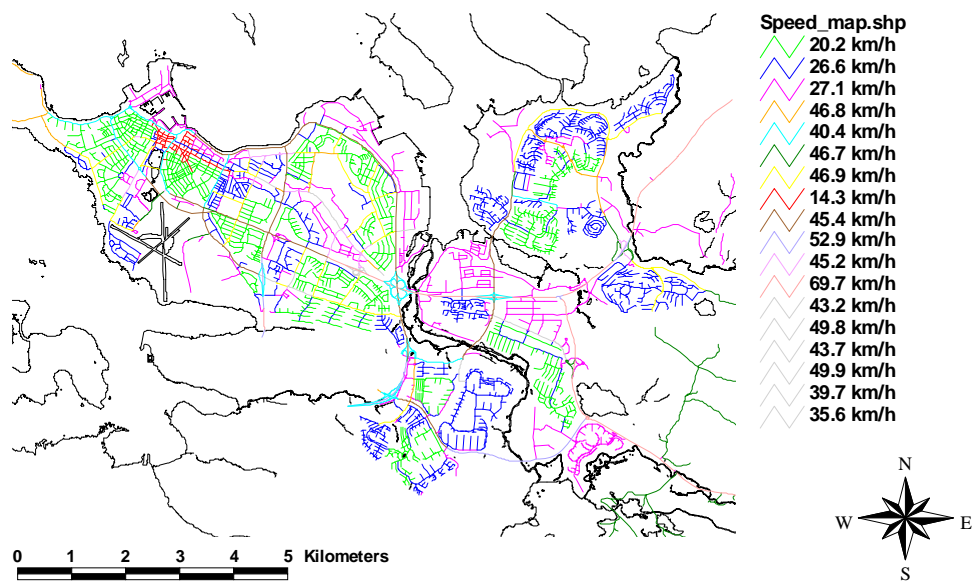 Speed_map.shp
20.2 km/h
26.6 km/h
27.1 km/h
46.8 km/h
40.4 km/h
46.7 km/h
46.9 km/h
14.3 km/h
45.4 km/h
52.9 km/h
45.2 km/h
69.7 km/h
43.2 km/h
49.8 km/h
43.7 km/h
49.9 km/h
39.7 km/h
35.6 km/h
N
W E
S
0 1 2 3 4 5 Kilometers